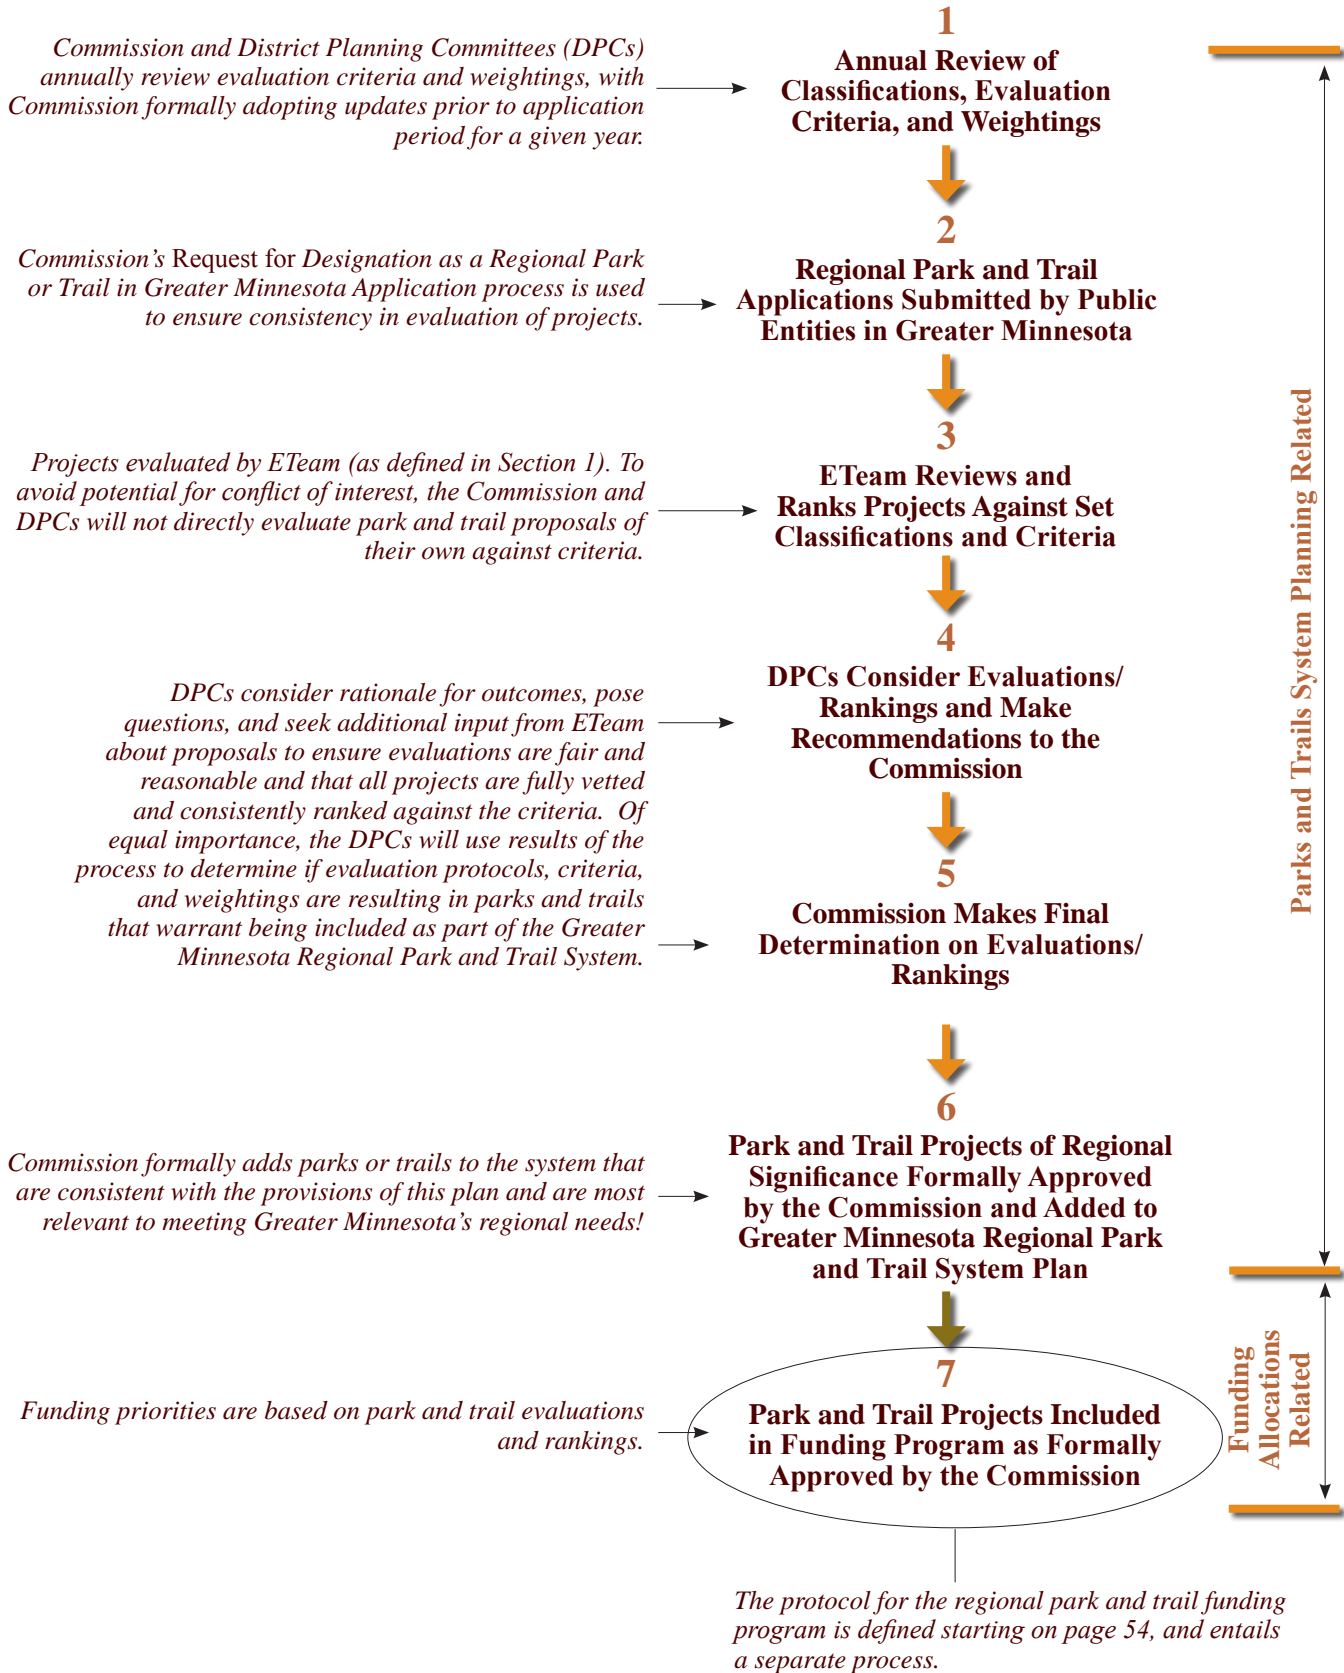 1
Annual Review of
Classifications, Evaluation
Criteria, and Weightings
Commission and District Planning Committees (DPCs)
annually review evaluation criteria and weightings, with
Commission formally adopting updates prior to application
period for a given year.
2
Regional Park and Trail
Applications Submitted by Public
Entities in Greater Minnesota
Commission's Request for Designation as a Regional Park
or Trail in Greater Minnesota Application process is used
to ensure consistency in evaluation of projects.
3
ETeam Reviews and
Ranks Projects Against Set
Classifications and Criteria
Projects evaluated by ETeam (as defined in Section 1). To
avoid potential for conflict of interest, the Commission and
DPCs will not directly evaluate park and trail proposals of
their own against criteria.
4
DPCs Consider Evaluations/
Rankings and Make
Recommendations to the
Commission
DPCs consider rationale for outcomes, pose
questions, and seek additional input from ETeam
about proposals to ensure evaluations are fair and
reasonable and that all projects are fully vetted
and consistently ranked against the criteria.  Of
equal importance, the DPCs will use results of the
process to determine if evaluation protocols, criteria,
and weightings are resulting in parks and trails
that warrant being included as part of the Greater
Minnesota Regional Park and Trail System.
5
Commission Makes Final
Determination on Evaluations/
Rankings
6
Park and Trail Projects of Regional
Significance Formally Approved
by the Commission and Added to
Greater Minnesota Regional Park
and Trail System Plan
Commission formally adds parks or trails to the system that
are consistent with the provisions of this plan and are most
relevant to meeting Greater Minnesota's regional needs!
7
Park and Trail Projects Included
in Funding Program as Formally
Approved by the Commission
Funding priorities are based on park and trail evaluations
and rankings.
The protocol for the regional park and trail funding
program is defined starting on page 54, and entails
a separate process.
Parks and Trails System Planning Related
Funding
Allocations
Related